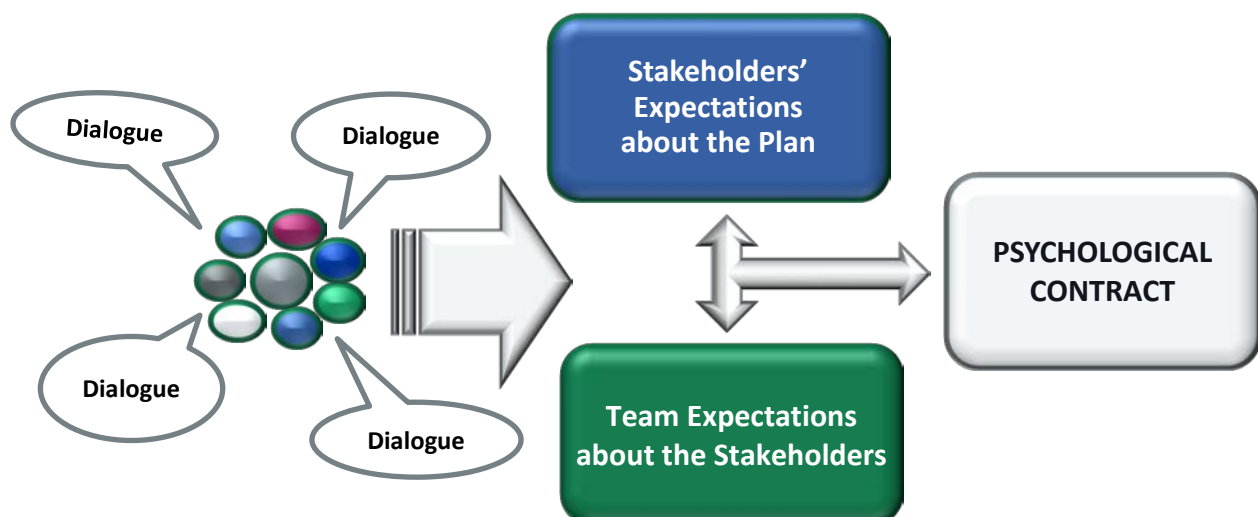 Dialogue
Dialogue
Dialogue
Dialogue
Stakeholders’
Expectations
about the Plan
Team Expectations
about the Stakeholders
PSYCHOLOGICAL
CONTRACT